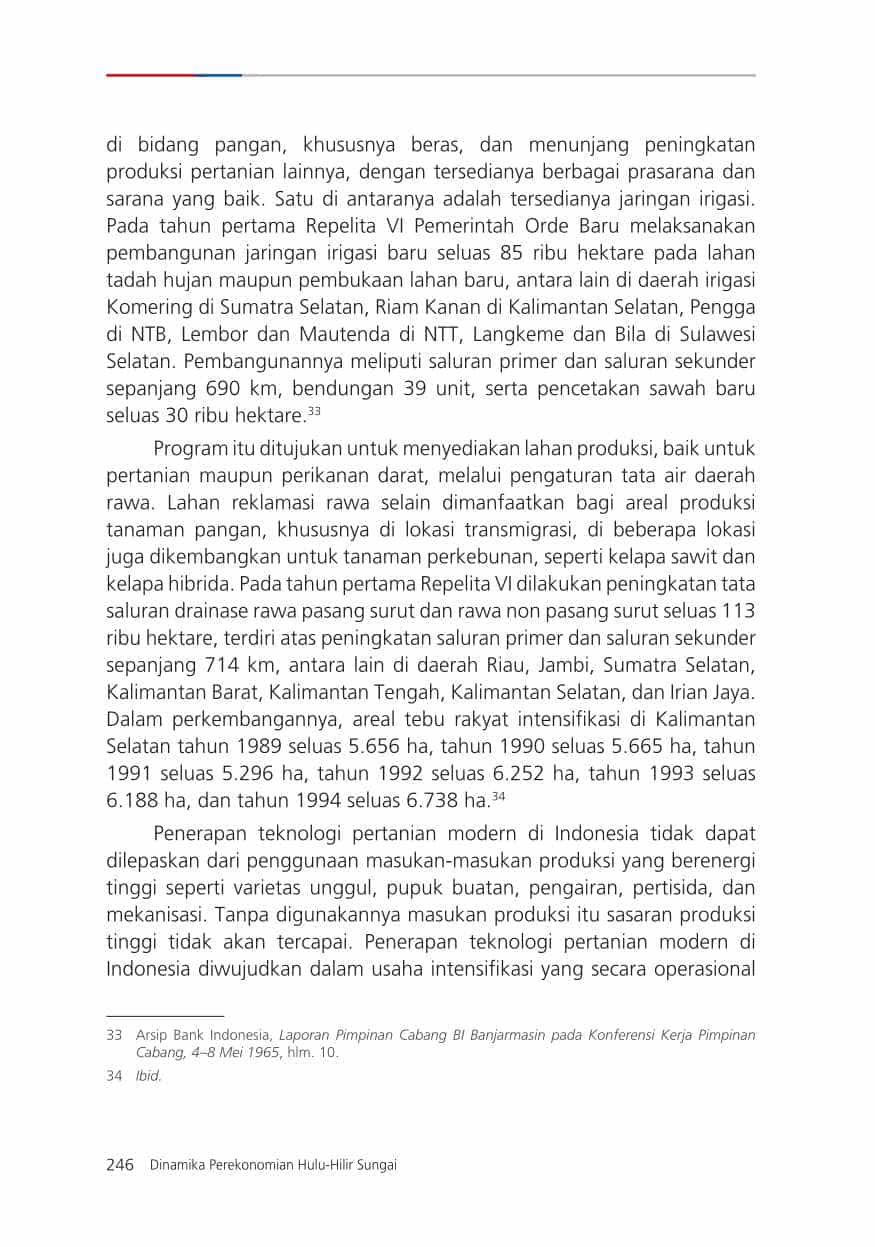 di bidang pangan, khususnya beras, dan menunjang peningkatan
produksi pertanian lainnya, dengan tersedianya berbagai prasarana dan
sarana yang baik. Satu di antaranya adalah tersedianya jaringan irigasi.
Pada tahun pertama Repelita VI Pemerintah Orde Baru melaksanakan
pembangunan jaringan irigasi baru seluas 85 ribu hektare pada lahan
tadah hujan maupun pembukaan lahan baru, antara lain di daerah irigasi
Komering di Sumatra Selatan, Riam Kanan di Kalimantan Selatan, Pengga
di NTB, Lembor dan Mautenda di NTT, Langkeme dan Bila di Sulawesi
Selatan. Pembangunannya meliputi saluran primer dan saluran sekunder
sepanjang 690 km, bendungan 39 unit, serta pencetakan sawah baru
seluas 30 ribu hektare.33
Program itu ditujukan untuk menyediakan lahan produksi, baik untuk
pertanian maupun perikanan darat, melalui pengaturan tata air daerah
rawa. Lahan reklamasi rawa selain dimanfaatkan bagi areal produksi
tanaman pangan, khususnya di lokasi transmigrasi, di beberapa lokasi
juga dikembangkan untuk tanaman perkebunan, seperti kelapa sawit dan
kelapa hibrida. Pada tahun pertama Repelita VI dilakukan peningkatan tata
saluran drainase rawa pasang surut dan rawa non pasang surut seluas 113
ribu hektare, terdiri atas peningkatan saluran primer dan saluran sekunder
sepanjang 714 km, antara lain di daerah Riau, Jambi, Sumatra Selatan,
Kalimantan Barat, Kalimantan Tengah, Kalimantan Selatan, dan Irian Jaya.
Dalam perkembangannya, areal tebu rakyat intensifikasi di Kalimantan
Selatan tahun 1989 seluas 5.656 ha, tahun 1990 seluas 5.665 ha, tahun
1991 seluas 5.296 ha, tahun 1992 seluas 6.252 ha, tahun 1993 seluas
6.188 ha, dan tahun 1994 seluas 6.738 ha.34
Penerapan teknologi pertanian modern di Indonesia tidak dapat
dilepaskan dari penggunaan masukan-masukan produksi yang berenergi
tinggi seperti varietas unggul, pupuk buatan, pengairan, pertisida, dan
mekanisasi. Tanpa digunakannya masukan produksi itu sasaran produksi
tinggi tidak akan tercapai. Penerapan teknologi pertanian modern di
Indonesia diwujudkan dalam usaha intensifikasi yang secara operasional
33 Arsip Bank Indonesia, Laporan Pimpinan Cabang BI Banjarmasin pada Konferensi Kerja Pimpinan
Cabang, 4–8 Mei 1965, hlm. 10.
34 Ibid.
246 Dinamika Perekonomian Hulu-Hilir Sungai